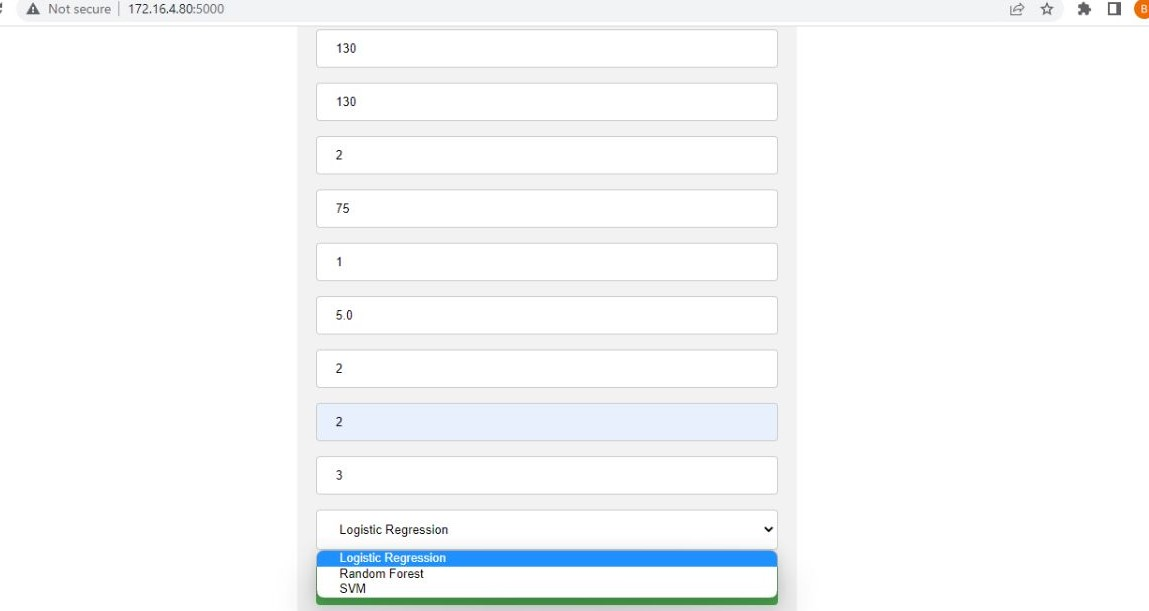 Not secure 172.16.4.80:5000
B
130
130
2
75
1
5.0
2
2
3
Logistic Regression
Logistic Regression
Random Forest
SVM